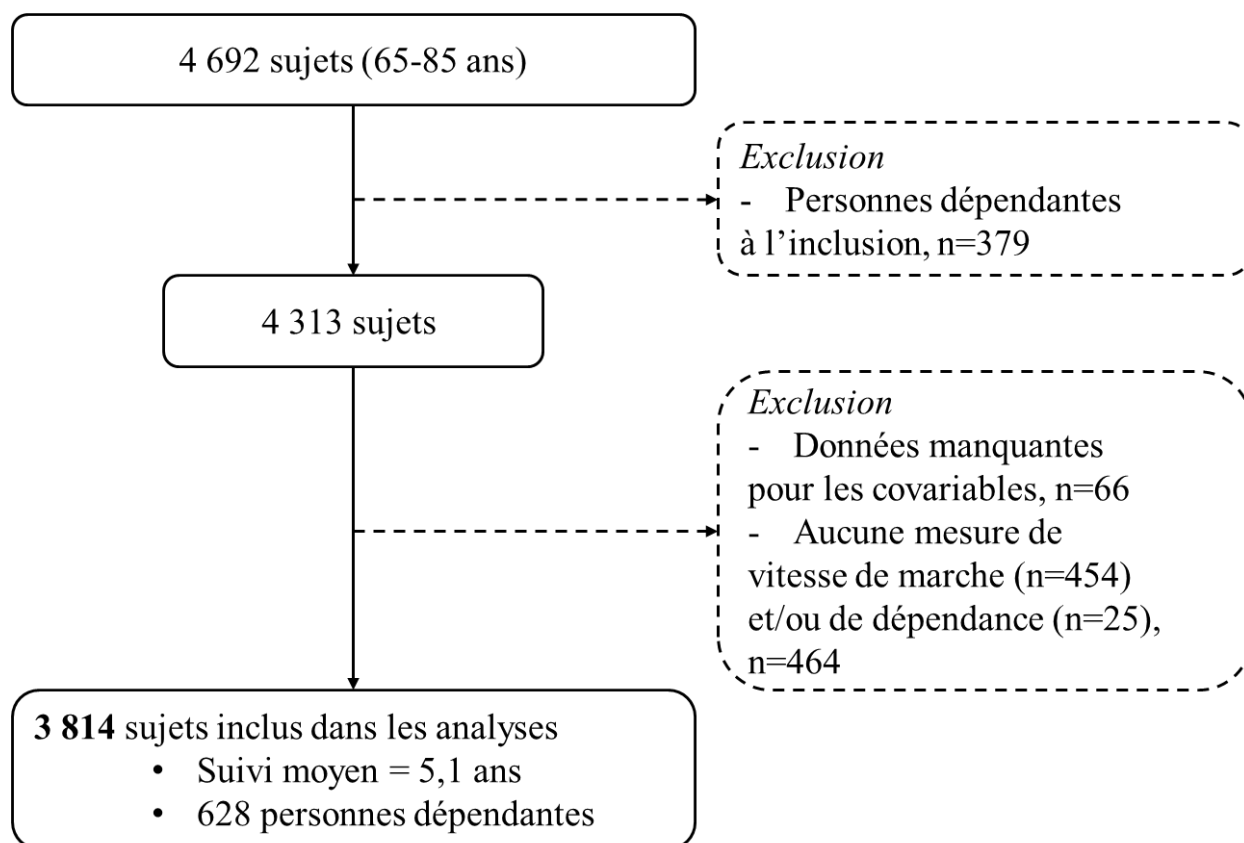 4 692 sujets (65-85 ans)
Exclusion
- Personnes dépendantes
à l’inclusion, n=379
4 313 sujets
Exclusion
- Données manquantes
pour les covariables, n=66
- Aucune mesure de
vitesse de marche (n=454)
et/ou de dépendance (n=25),
n=464
3 814 sujets inclus dans les analyses
• Suivi moyen = 5,1 ans
• 628 personnes dépendantes